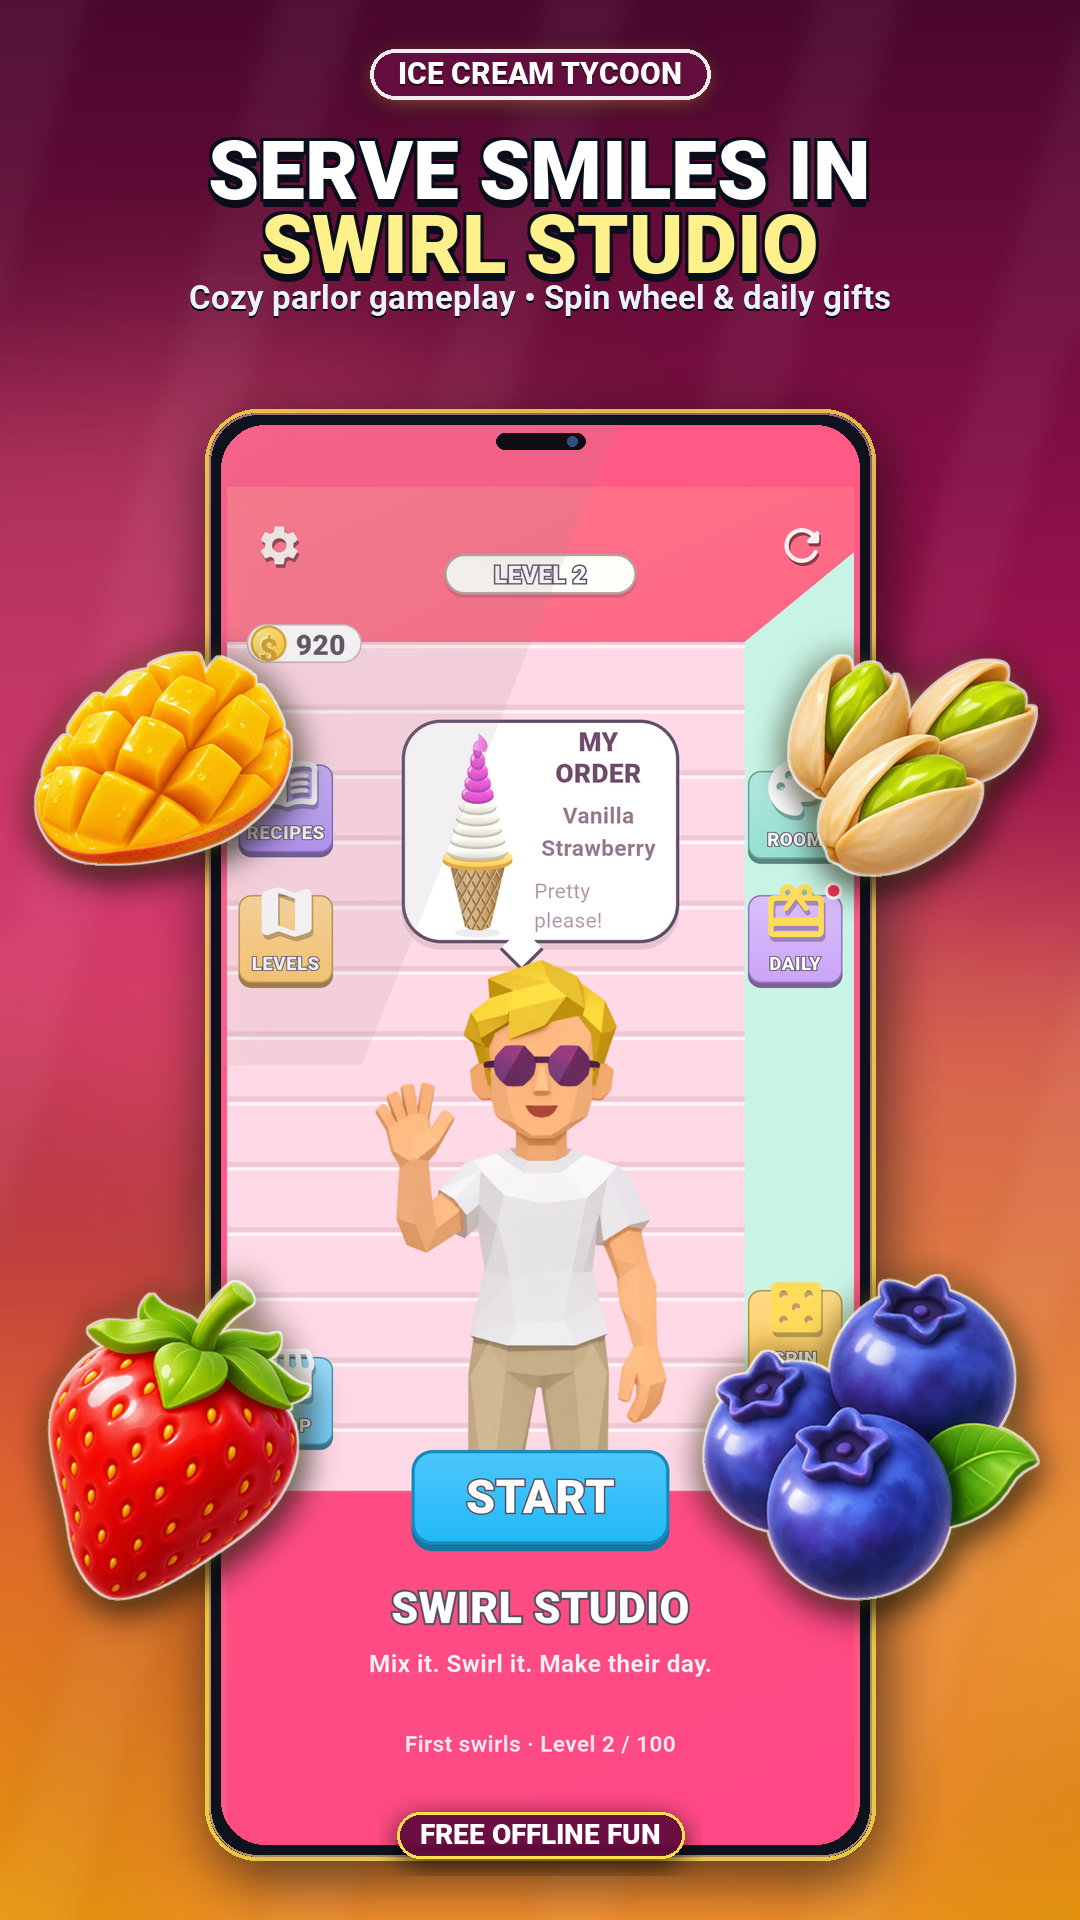 ICE CREAM TYCOON
SERVE SMILES IN
SWIRL STUDIO
Cozy parlor gameplay • Spin wheel & daily gifts
LEVEL 2
$ 920
MY
ORDER
Vanilla
Strawberry
Pretty
please!
RECIPES
ROOM
LEVELS
DAILY
SPIN
P
START
SWIRL STUDIO
Mix it. Swirl it. Make their day.
First swirls · Level 2 / 100
FREE OFFLINE FUN